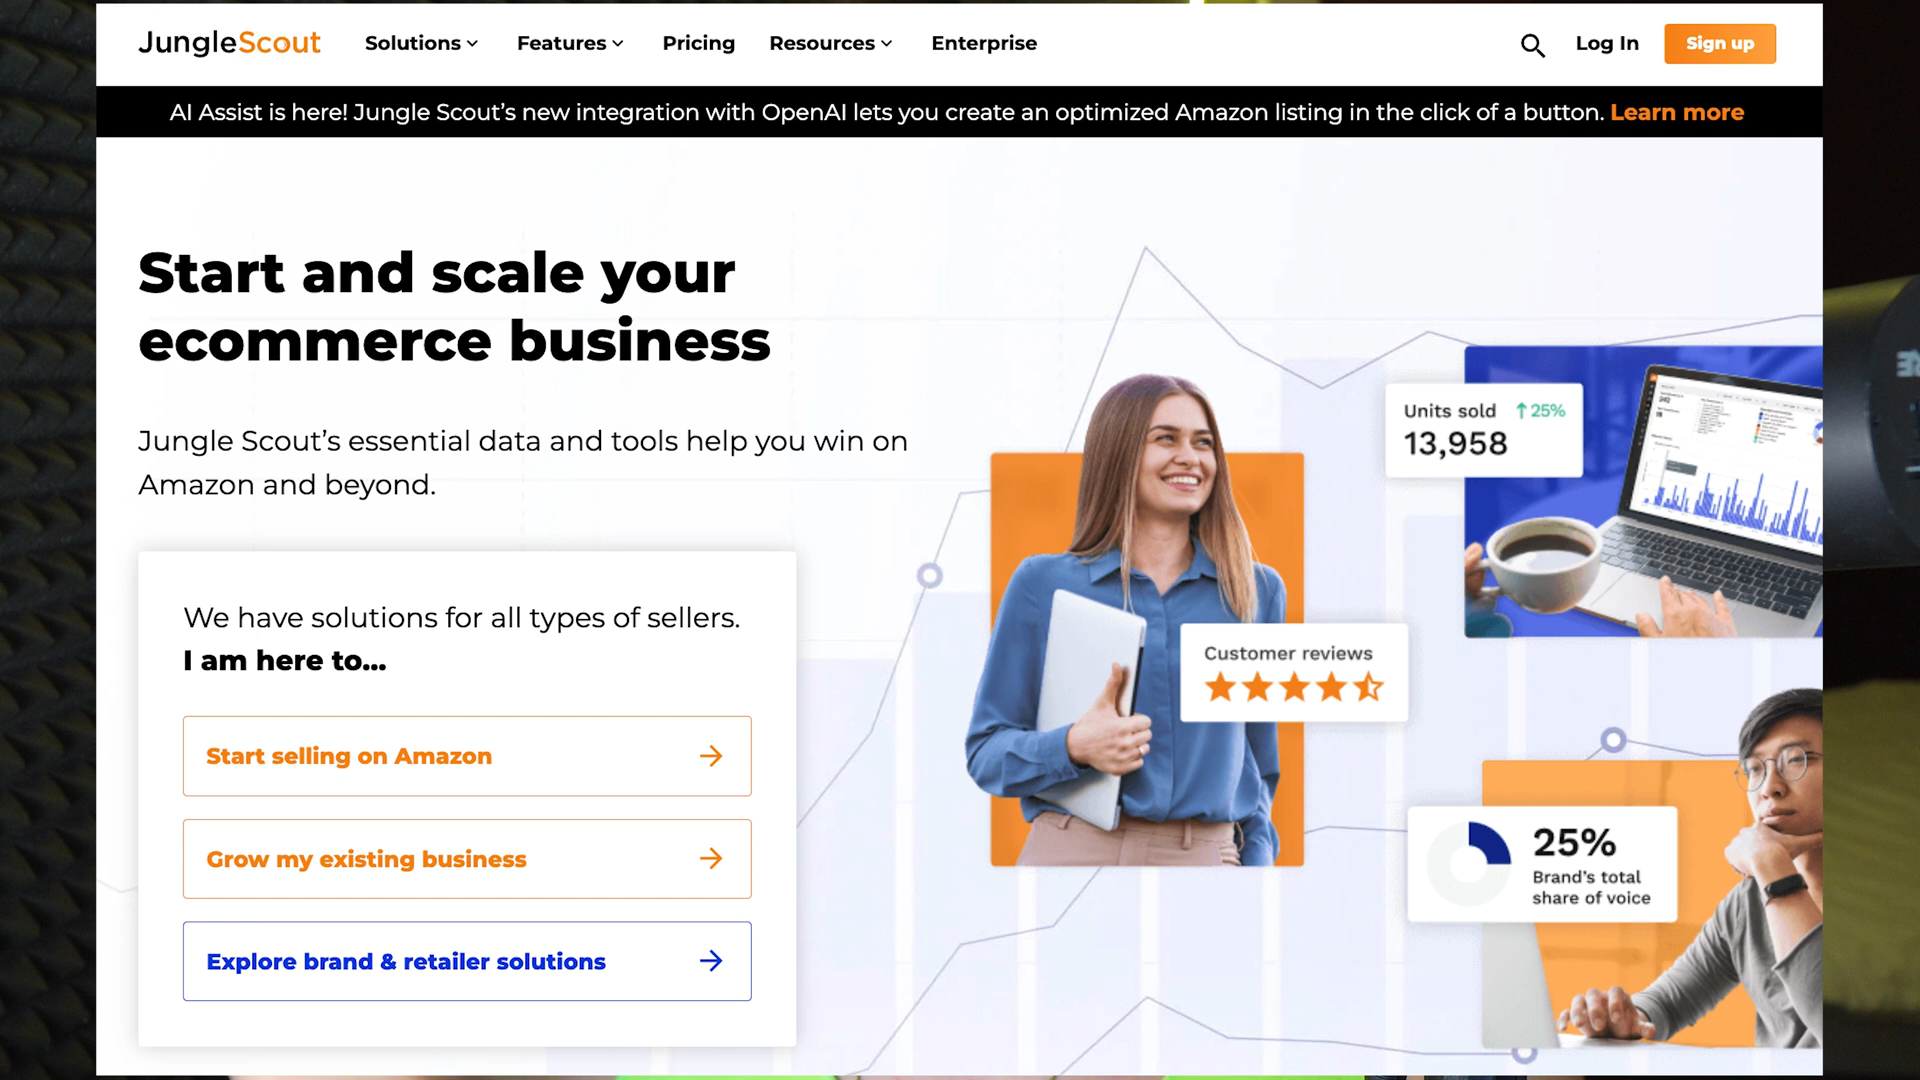 JungleScout
Solutions
Features
Pricing
Resources
Enterprise
Log In
Sign up
AI Assist is here! Jungle Scout’s new integration with OpenAI lets you create an optimized Amazon listing in the click of a button. Learn more
Start and scale your
ecommerce business
Jungle Scout’s essential data and tools help you win on
Amazon and beyond.
We have solutions for all types of sellers.
I am here to...
Start selling on Amazon
Grow my existing business
Explore brand & retailer solutions
Units sold 25%
13,958
Customer reviews
25%
Brand’s total
share of voice